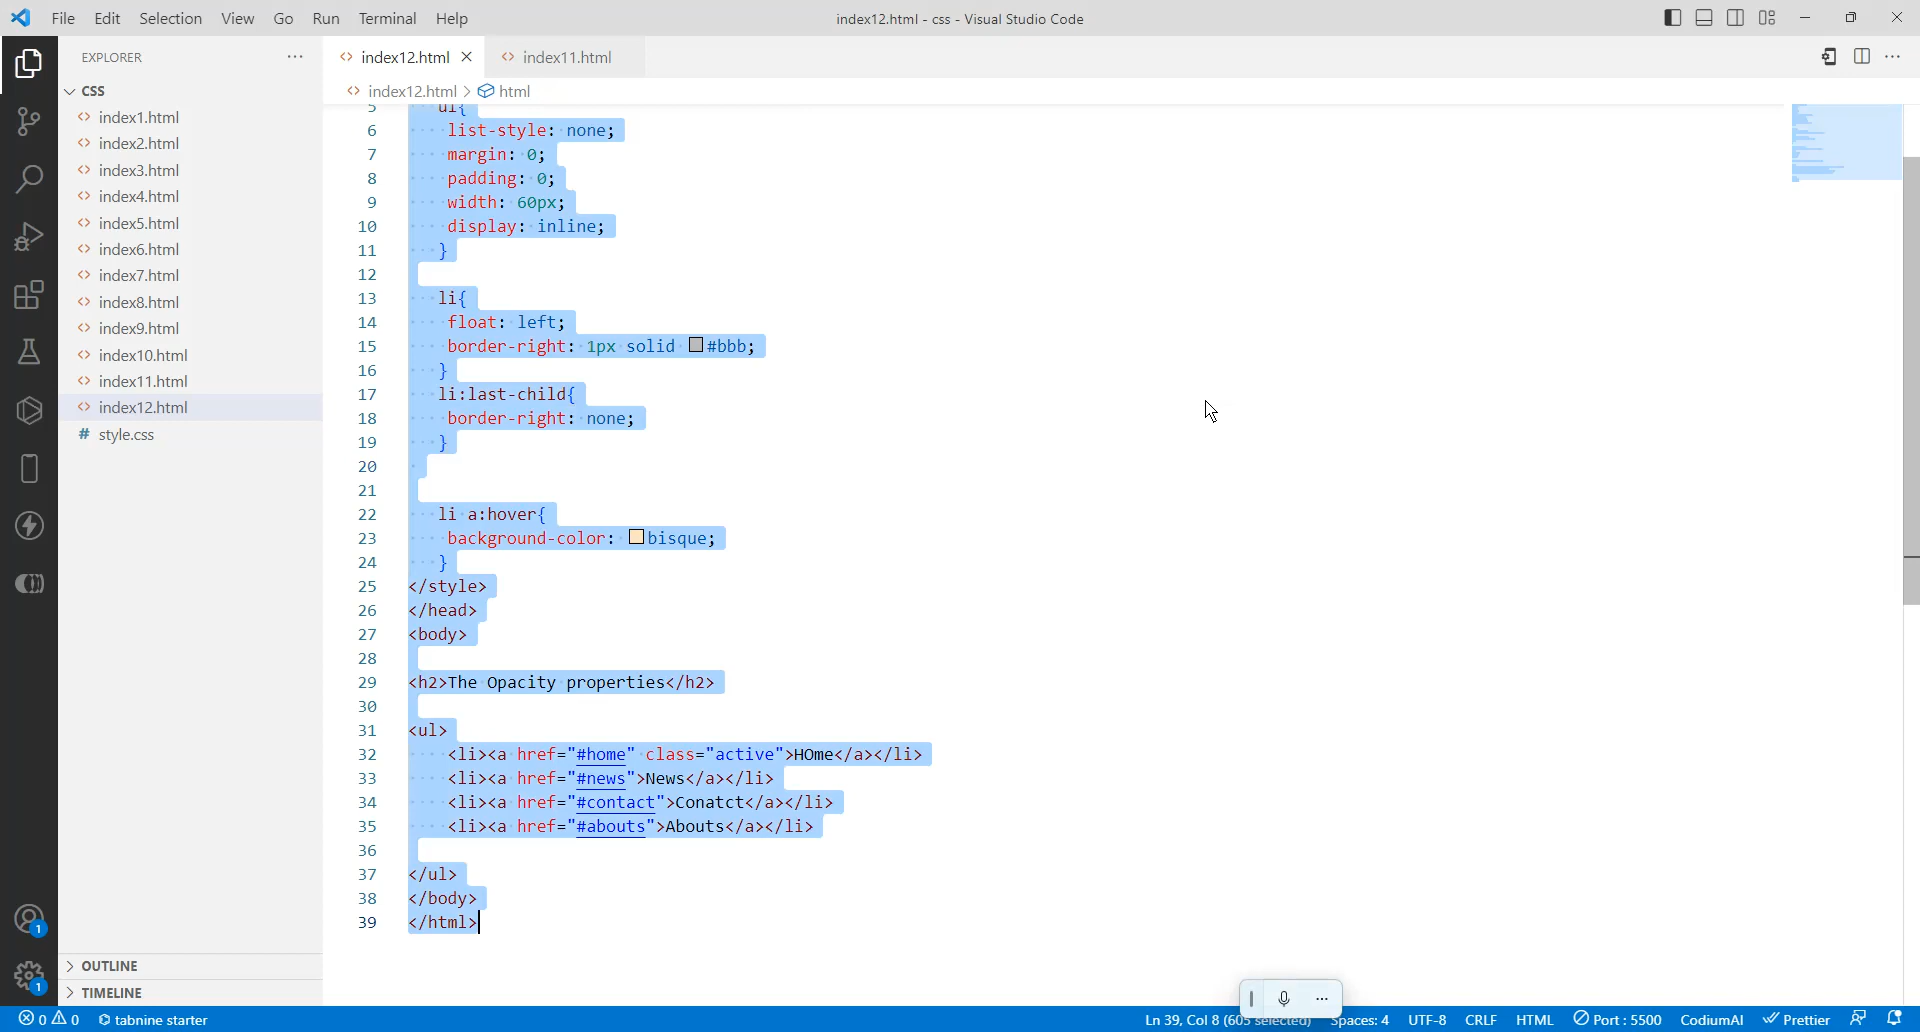 File Edit Selection View Go Run Terminal Help
index12.html - css - Visual Studio Code
EXPLORER
CSS
index1.html
index2.html
index3.html
index4.html
index5.html
index6.html
index7.html
index8.html
index9.html
index10.html
index11.html
index12.html
# style.css
OUTLINE
TIMELINE
index12.html
index11.html
index12.html > html
5 ul{
6 list-style: none;
7 margin: 0;
8 padding: 0;
9 width: 60px;
10 display: inline;
11 }
12
13 li{
14 float: left;
15 border-right: 1px solid #bbb;
16 }
17 li:last-child{
18 border-right: none;
19 }
20
21
22 li a:hover{
23 background-color: bisque;
24 }
25 </style>
26 </head>
27 <body>
28
29 <h2>The Opacity properties</h2>
30
31 <ul>
32 <li><a href="#home" class="active">HOme</a></li>
33 <li><a href="#news">News</a></li>
34 <li><a href="#contact">Conatct</a></li>
35 <li><a href="#abouts">Abouts</a></li>
36
37 </ul>
38 </body>
39 </html>
1
1
0 0 tabnine starter
Ln 39, Col 8 (605 selected) Spaces: 4 UTF-8 CRLF HTML Port : 5500 CodiumAI Prettier